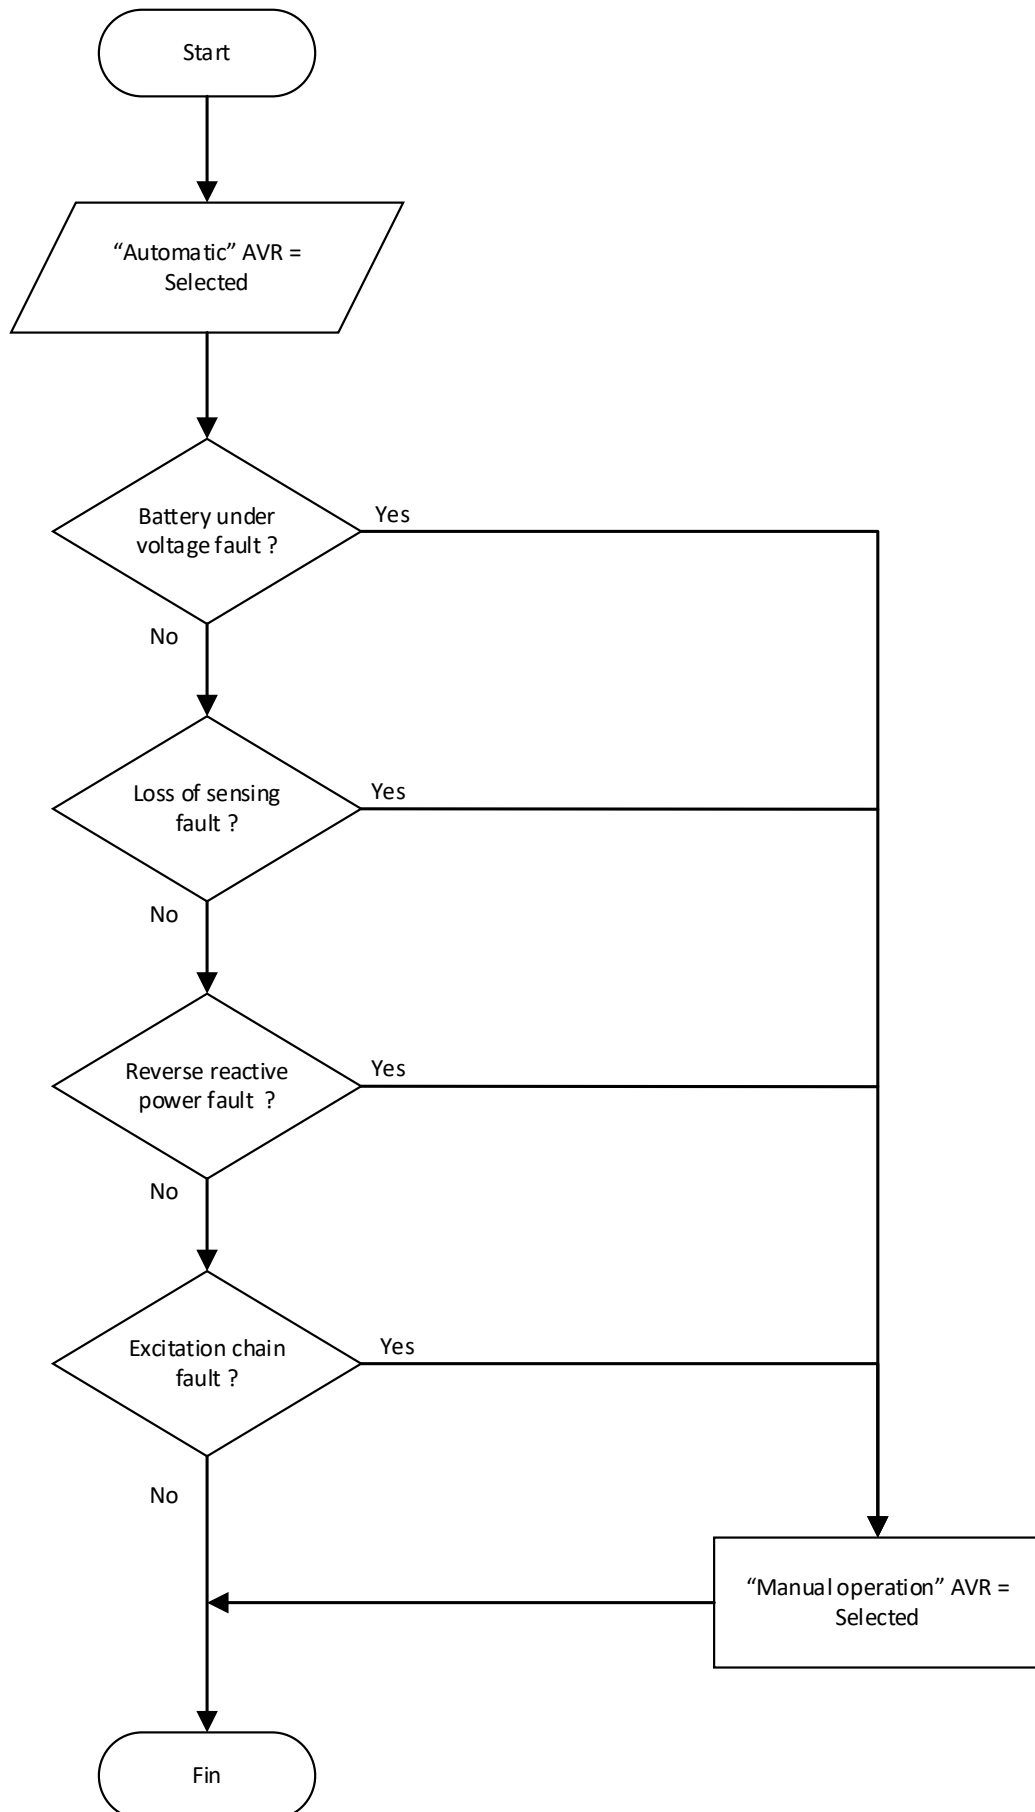 Start
“Automatic” AVR =
Selected
Battery under
voltage fault ?
Yes
No
Loss of sensing
fault ?
Yes
No
Reverse reactive
power fault  ?
Yes
No
Excitation chain
fault ?
Yes
No
“Manual operation” AVR =
Selected
Fin